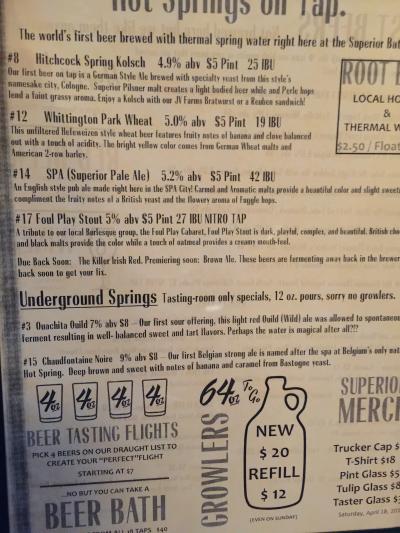 Hot Springs on Tap.
The world's first beer brewed with thermal spring water right here at the Superior
#8 Hitchcock Spring Kolsch 4.9% abv $5 Pint 25 IBU
Our first beer on tap is a German Style Ale brewed with specialty yeast from this style's
namesake city, Cologne. Superior Pilsner malt creates a light bodied beer while and Perle hops
lend a faint grassy aroma. Enjoy a Kolsch with our JV Farms Bratwurst or a Reuben sandwich!
ROOT
LOCAL HO
&
THERMAL W
$2.50 / Float
#12 Whittington Park Wheat 5.0% abv $5 Pint 19 IBU
This unfiltered Hefeweizen style wheat beer features fruity notes of banana and clove balanced
out with a touch of acidity. The bright yellow color comes from German Wheat malts and
American 2-row barley.
#14 SPA (Superior Pale Ale) 5.2% abv $5 Pint 42 IBU
An English style pub ale made right here in the SPA City! Carmel and Aromatic malts provide a beautiful color and slight
compliment the fruity notes of a British yeast and the flowery aroma of Fuggle hops.
#17 Foul Play Stout 5% abv $5 Pint 27 IBU NITRO TAP
A tribute to our local Burlesque group, the Foul Play Cabaret, Foul Play Stout is dark, playful, complex, and beautiful. British
and black malts provide the color while a touch of oatmeal provides a creamy mouth-feel.
Due Back Soon: The Killer Irish Red. Premiering soon: Brown Ale. These beers are fermenting away back in the
back soon to get your fix.
Underground Springs Tasting-room only specials, 12 oz. pours, sorry no growlers.
#3 Ouachita Ouild 7% abv $8 – Our first sour offering, this light red Ouild (Wild) ale was allowed to
ferment resulting in well- balanced sweet and tart flavors. Perhaps the water is magical after all???
#15 Chaudfontaine Noire 9% abv $8 – Our first Belgian strong ale is named after the spa at Belgium's only
Hot Spring. Deep brown and sweet with notes of banana and caramel from Bastogne yeast.
4oz 4oz 4oz 4oz
BEER TASTING FLIGHTS
PICK 4 BEERS ON OUR DRAUGHT LIST TO
CREATE YOUR "PERFECT" FLIGHT
STARTING AT $7
...NO BUT YOU CAN TAKE A
BEER BATH
ALL 18 TAPS $40
64oz To Go
GROWLERS
NEW
$ 20
REFILL
$ 12
(EVEN ON SUNDAY)
SUPERIO
MERC
Trucker Cap $
T-Shirt $18
Pint Glass $5
Tulip Glass $8
Taster Glass $
Saturday, April 18, 20